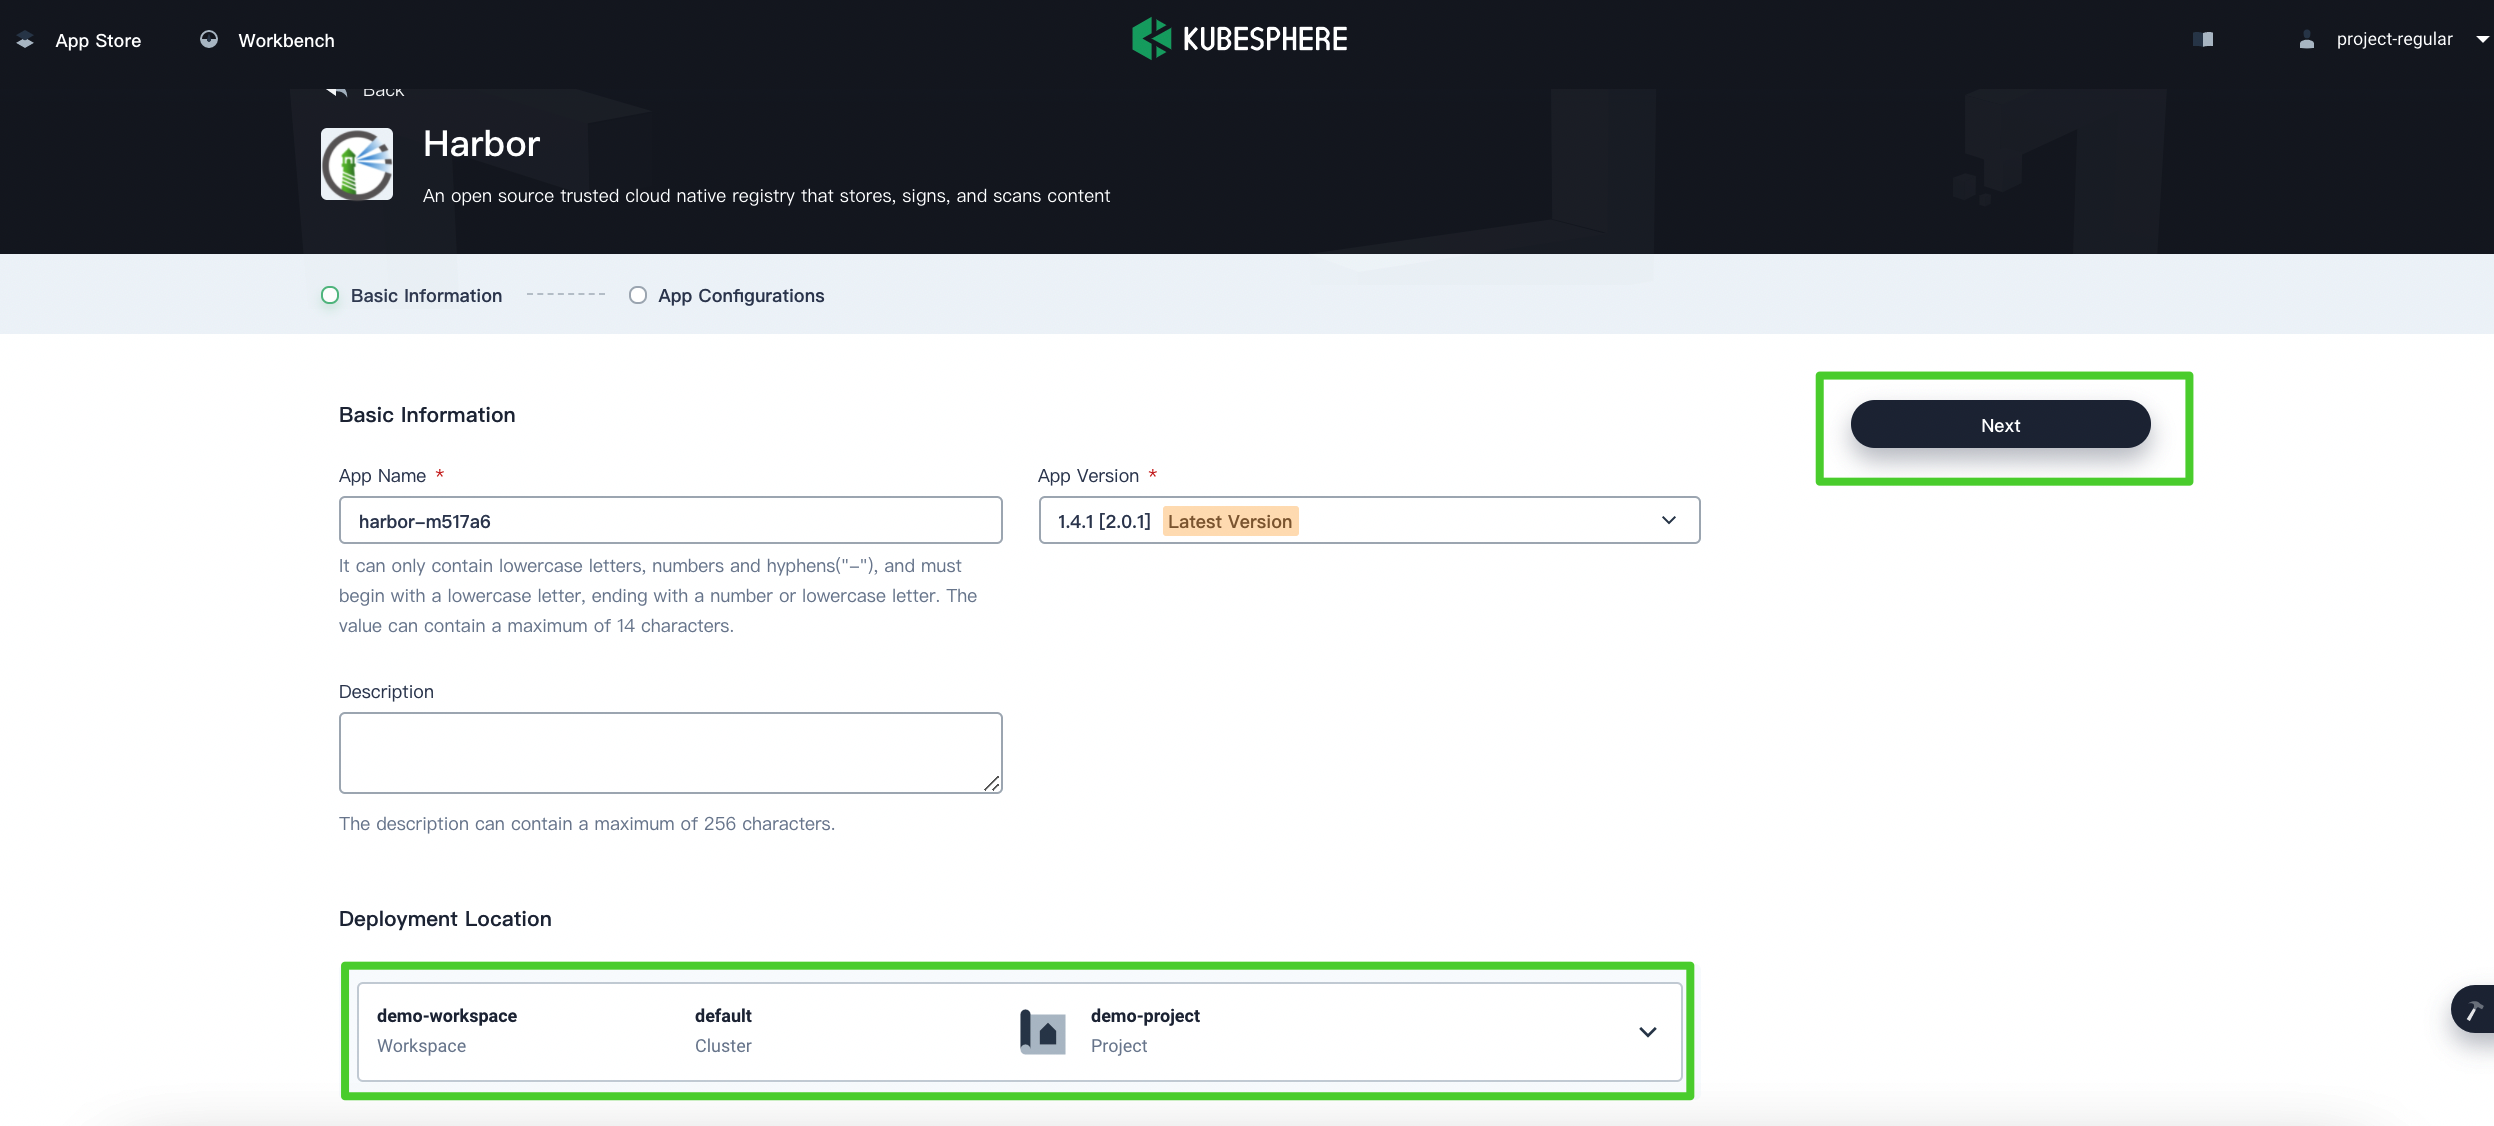 App Store
Workbench
KUBESPHERE
project-regular
Back
Harbor
An open source trusted cloud native registry that stores, signs, and scans content
Basic Information
App Configurations
Basic Information
Next
App Name *
App Version *
harbor-m517a6
1.4.1 [2.0.1] Latest Version
It can only contain lowercase letters, numbers and hyphens("-"), and must
begin with a lowercase letter, ending with a number or lowercase letter. The
value can contain a maximum of 14 characters.
Description
The description can contain a maximum of 256 characters.
Deployment Location
demo-workspace
Workspace
default
Cluster
demo-project
Project